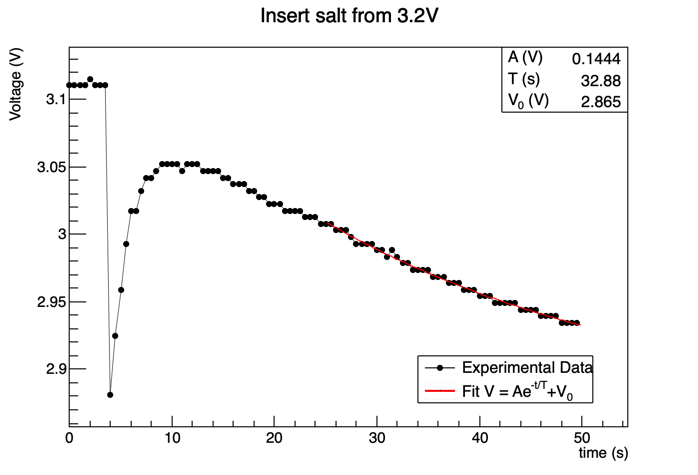 Insert salt from 3.2V
Voltage (V)
A (V) 0.1444
T (s) 32.88
V₀ (V) 2.865
3.1
3.05
3
2.95
2.9
Experimental Data
Fit V = Ae^-t/T+V₀
0 10 20 30 40 50
time (s)